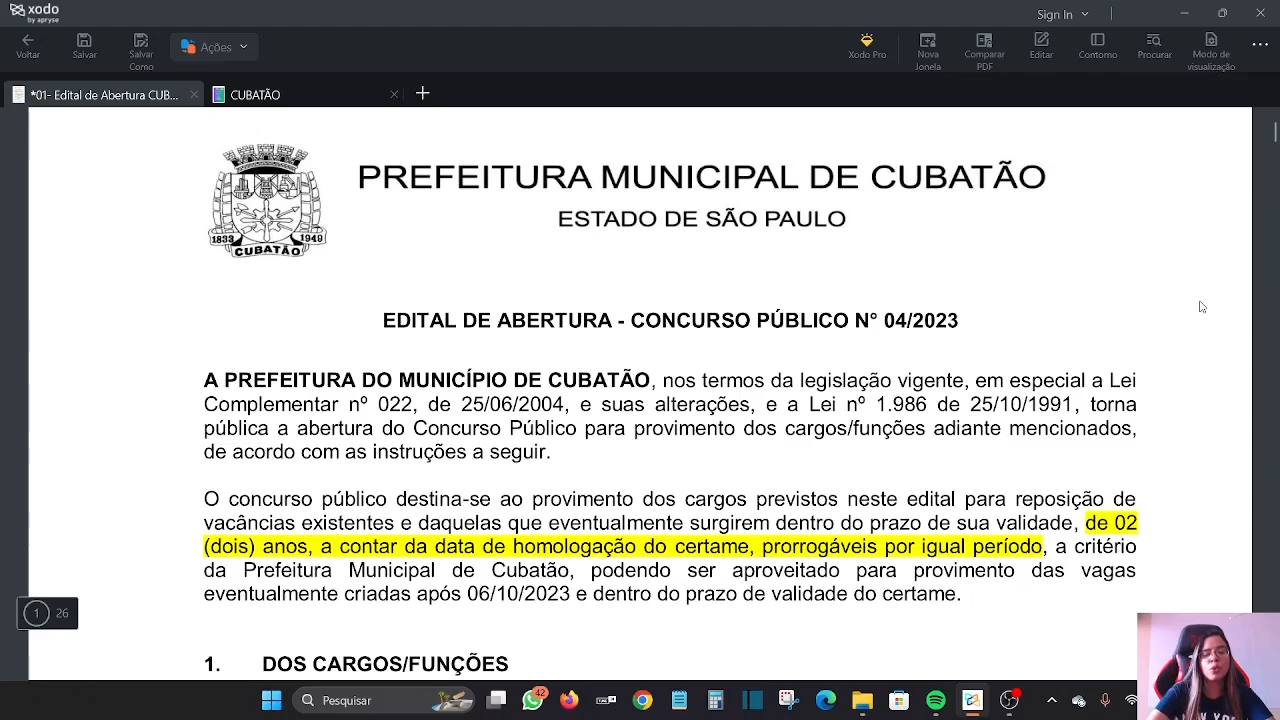 xodo
by apryse
Sign In
Voltar
Salvar
Salvar Como
Ações
Xodo Pro
Nova Jonela
Comparar PDF
Editar
Contorno
Procurar
Modo de visualização
*01- Edital de Abertura CUB...
CUBATÃO
1833
1949
CUBATÃO
PREFEITURA MUNICIPAL DE CUBATÃO
ESTADO DE SÃO PAULO
EDITAL DE ABERTURA - CONCURSO PÚBLICO N° 04/2023
A PREFEITURA DO MUNICÍPIO DE CUBATÃO, nos termos da legislação vigente, em especial a Lei
Complementar nº 022, de 25/06/2004, e suas alterações, e a Lei nº 1.986 de 25/10/1991, torna
pública a abertura do Concurso Público para provimento dos cargos/funções adiante mencionados,
de acordo com as instruções a seguir.
O concurso público destina-se ao provimento dos cargos previstos neste edital para reposição de
vacâncias existentes e daquelas que eventualmente surgirem dentro do prazo de sua validade, de 02
(dois) anos, a contar da data de homologação do certame, prorrogáveis por igual período, a critério
da Prefeitura Municipal de Cubatão, podendo ser aproveitado para provimento das vagas
eventualmente criadas após 06/10/2023 e dentro do prazo de validade do certame.
1 26
1. DOS CARGOS/FUNÇÕES
Pesquisar
42